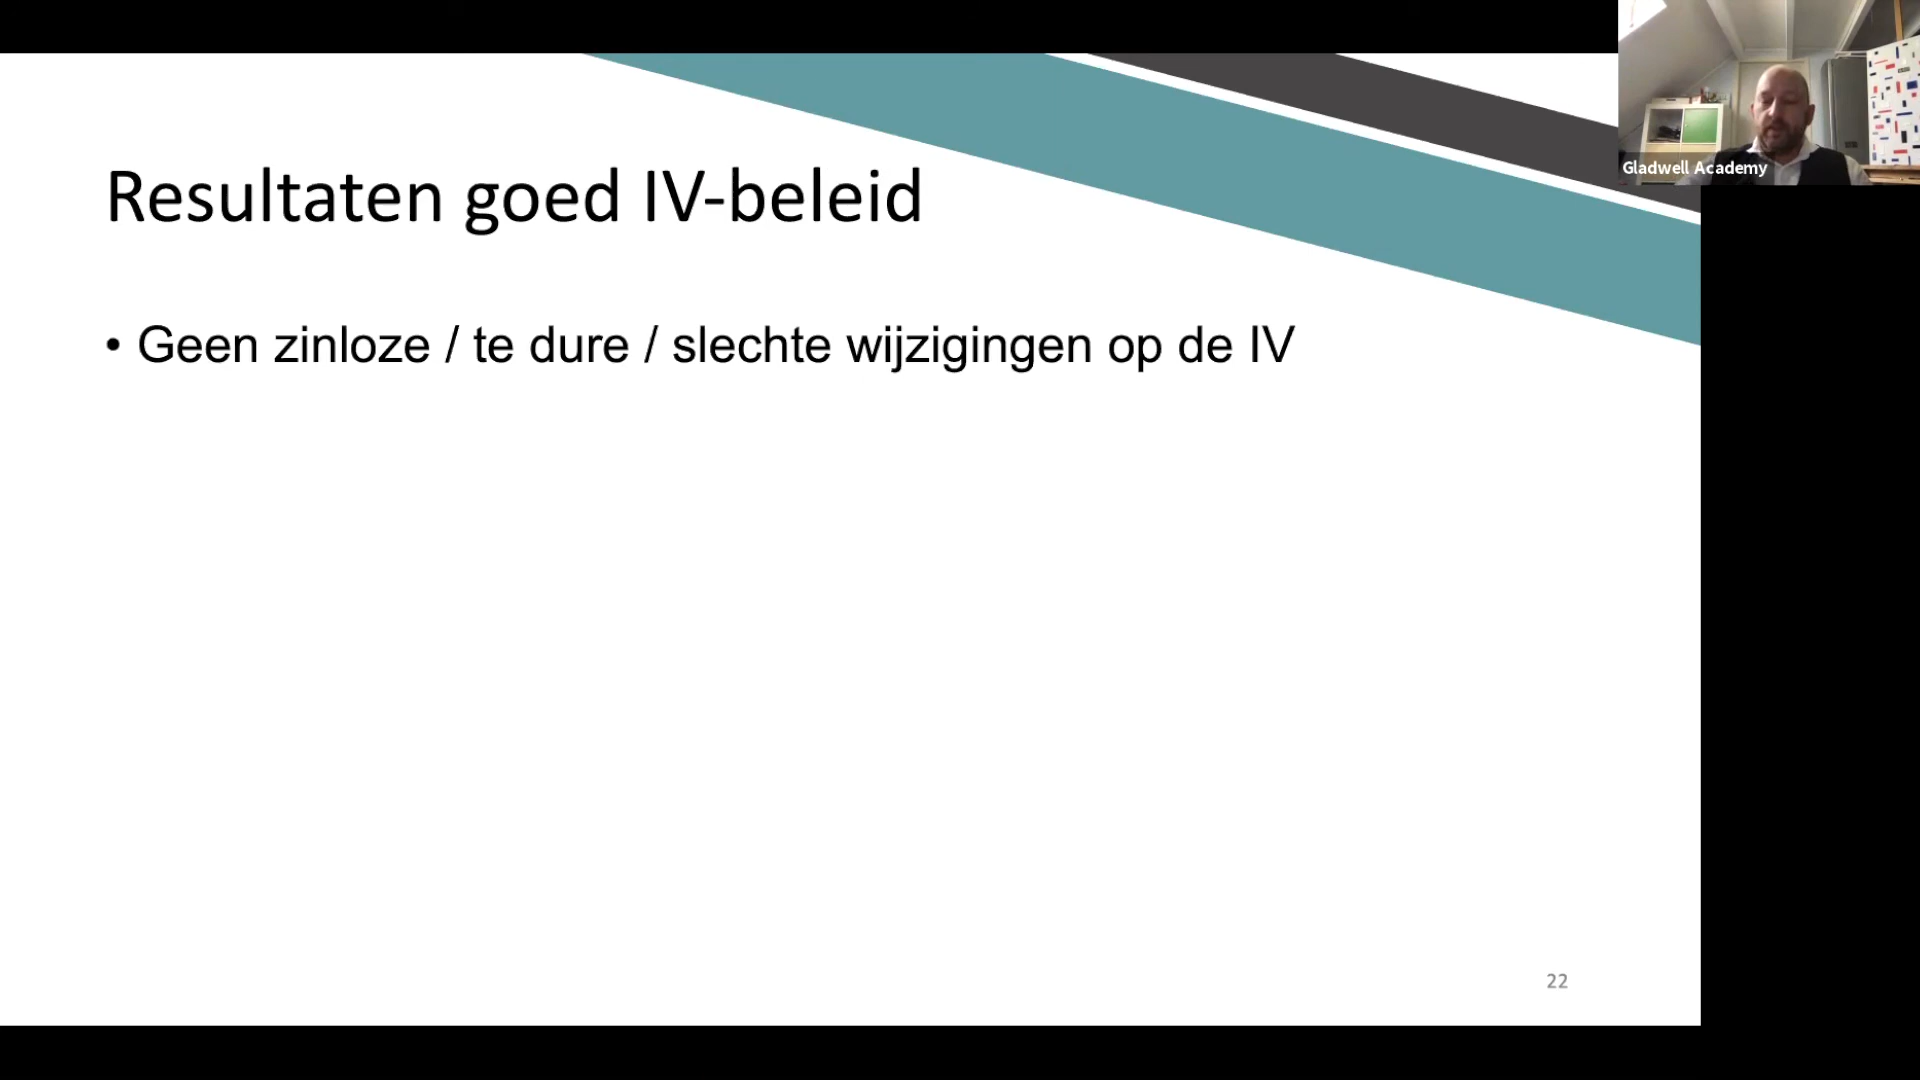 Gladwell Academy
Resultaten goed IV-beleid
• Geen zinloze / te dure / slechte wijzigingen op de IV
22